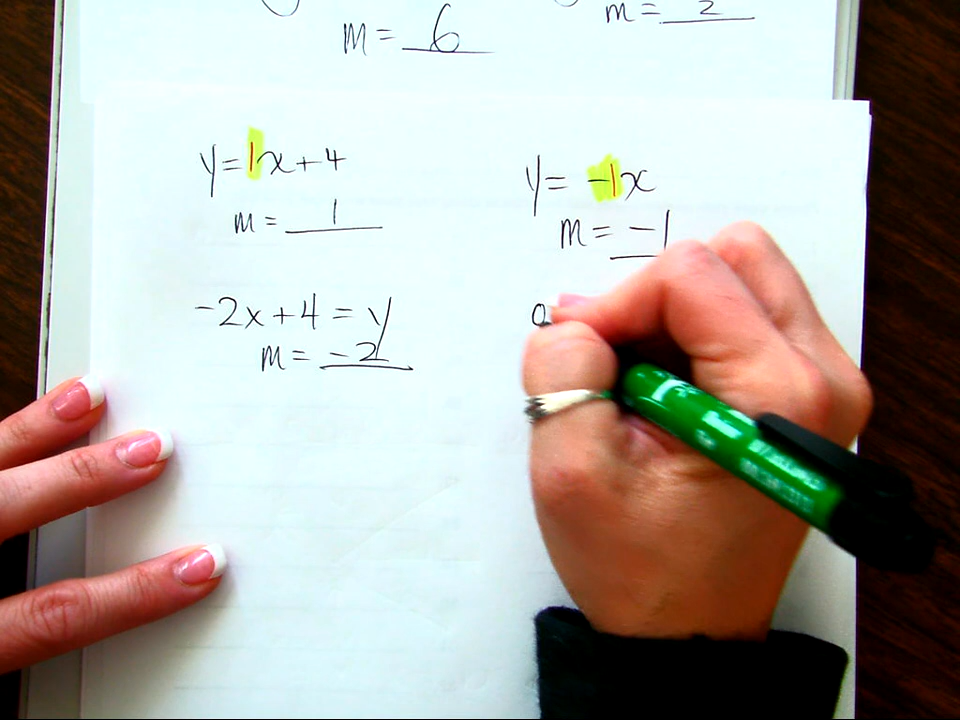 m = 6
m = 2
y = 1x + 4
m = 1
y = -1x
m = -1
-2x + 4 = y
m = -2